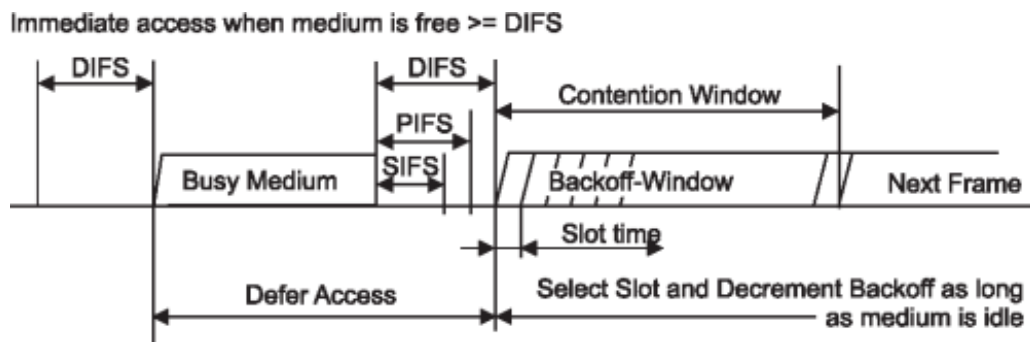 Immediate access when medium is free >= DIFS
DIFS
DIFS
Contention Window
PIFS
SIFS
Busy Medium
Backoff-Window
Next Frame
Slot time
Defer Access
Select Slot and Decrement Backoff as long
as medium is idle